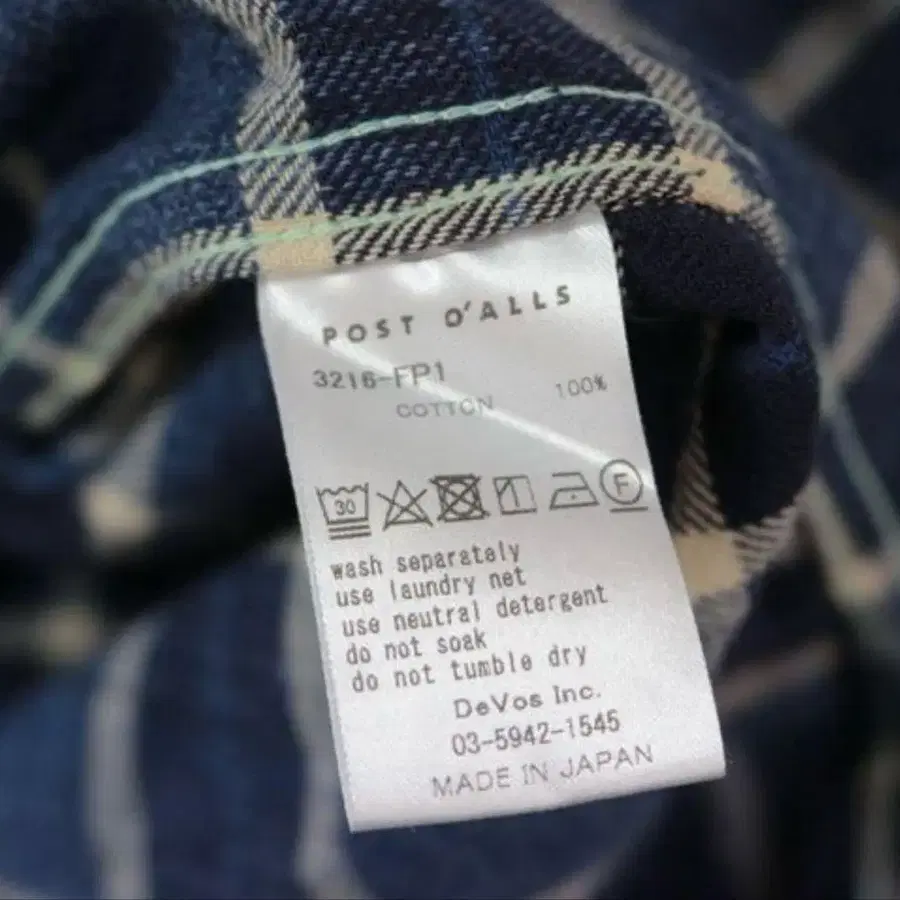 POST O'ALLS
3216-FP1
COTTON 100%
30 F
wash separately
use laundry net
use neutral detergent
do not soak
do not tumble dry
DeVos Inc.
03-5942-1545
MADE IN JAPAN